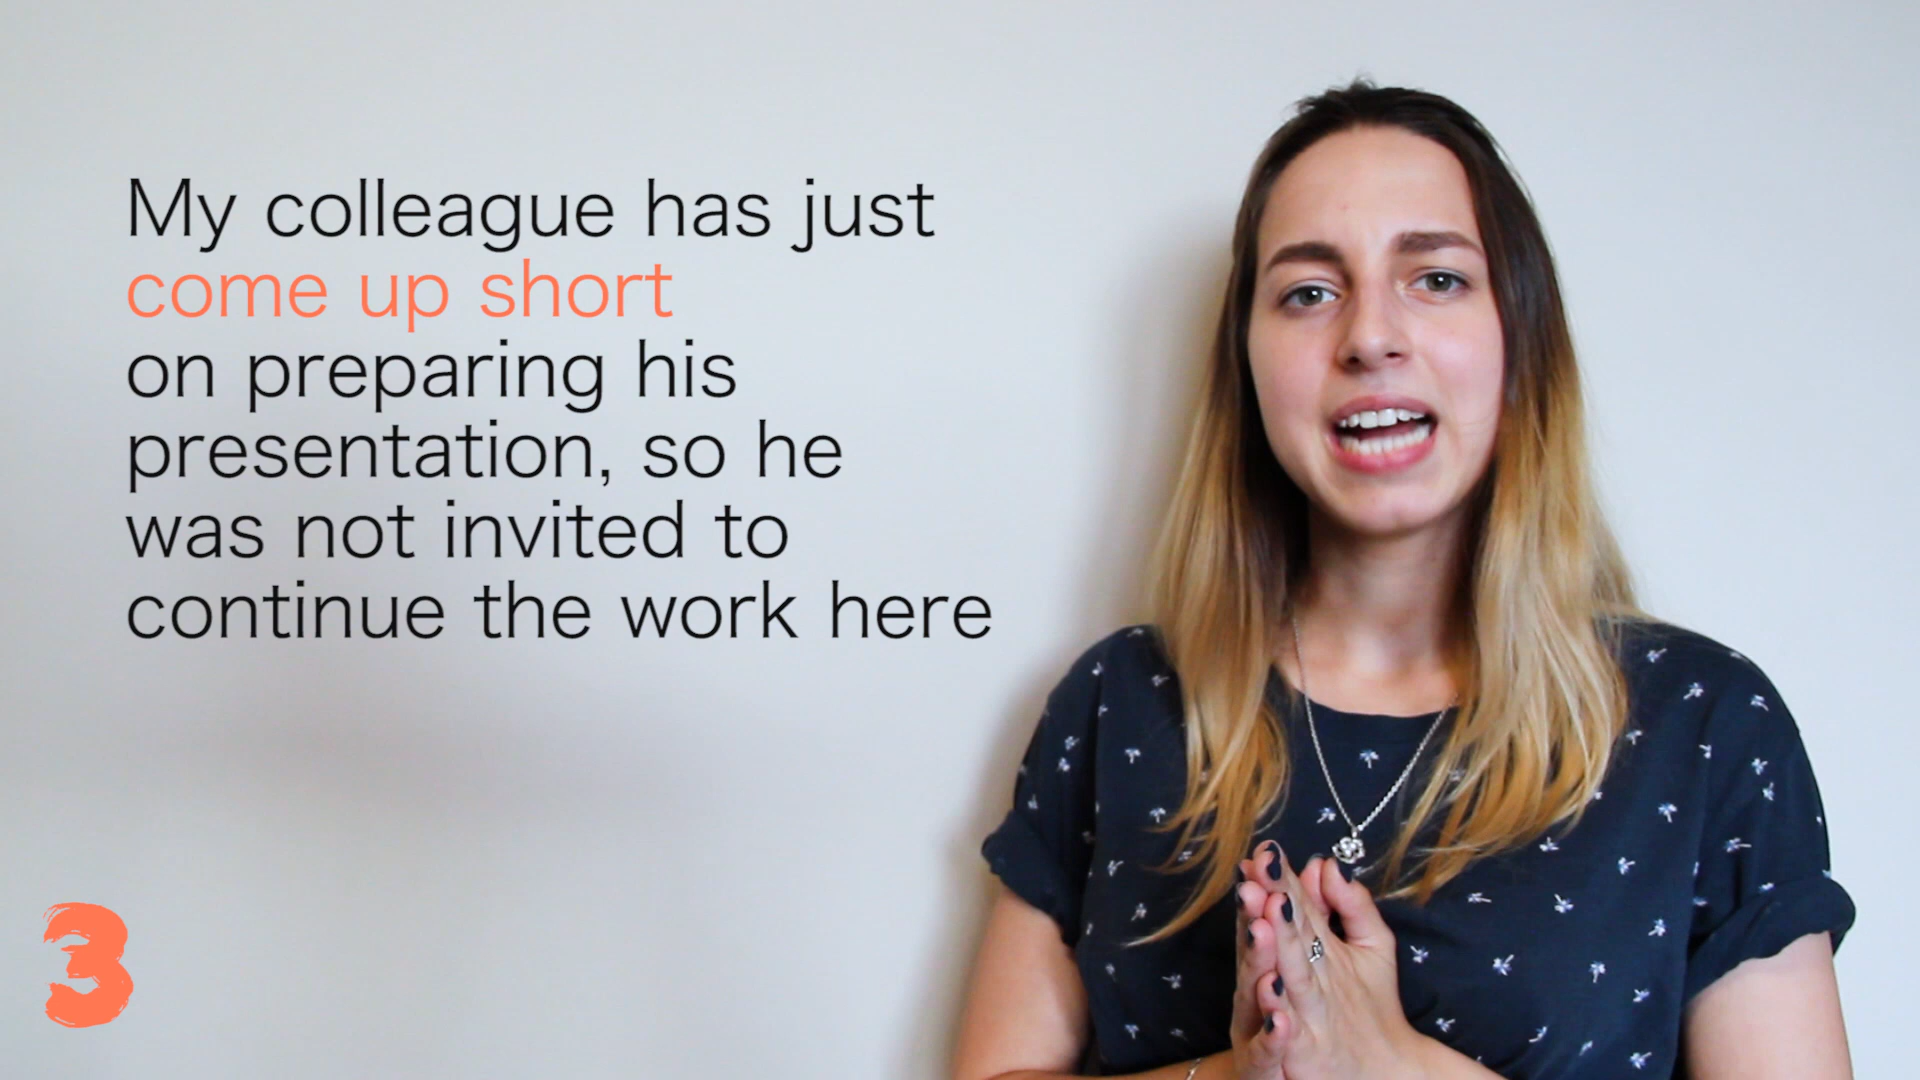 My colleague has just
come up short
on preparing his
presentation, so he
was not invited to
continue the work here
3